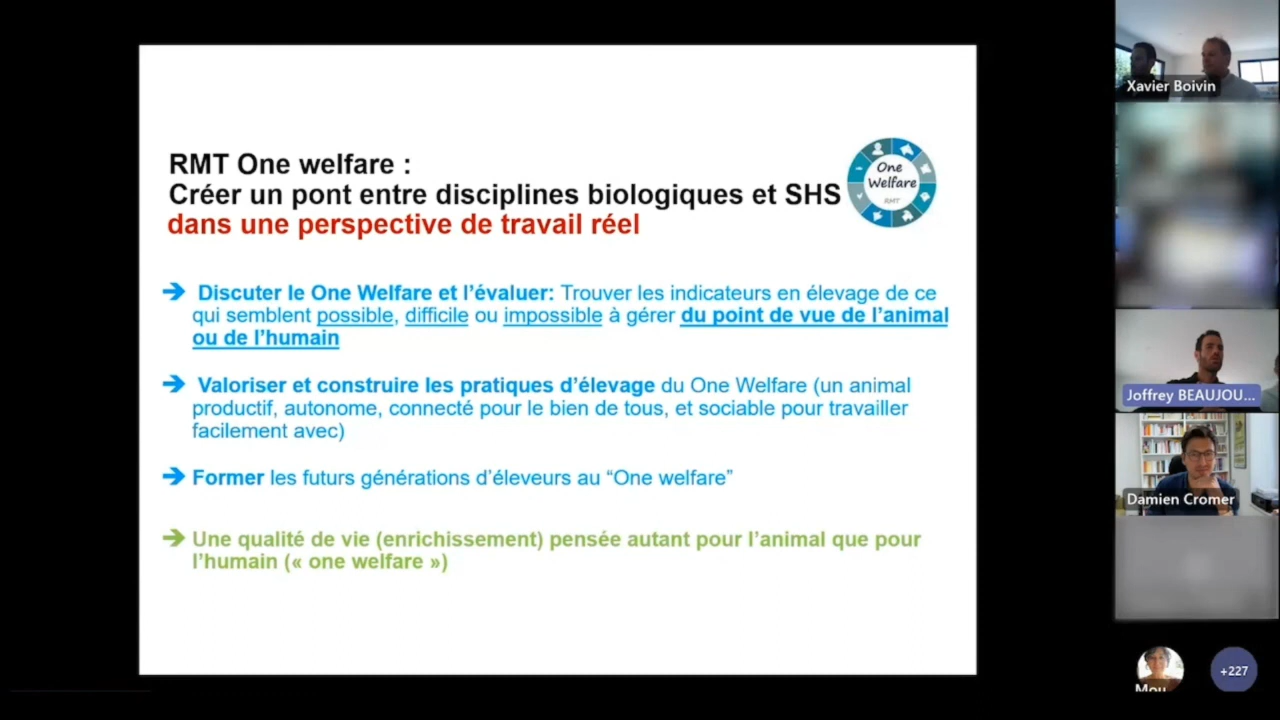 RMT One welfare :
Créer un pont entre disciplines biologiques et SHS
dans une perspective de travail réel
One
Welfare
RMT
➔ Discuter le One Welfare et l’évaluer: Trouver les indicateurs en élevage de ce
qui semblent possible, difficile ou impossible à gérer du point de vue de l’animal
ou de l’humain
➔ Valoriser et construire les pratiques d’élevage du One Welfare (un animal
productif, autonome, connecté pour le bien de tous, et sociable pour travailler
facilement avec)
➔ Former les futurs générations d’éleveurs au “One welfare”
➔ Une qualité de vie (enrichissement) pensée autant pour l’animal que pour
l’humain (« one welfare »)
Xavier Boivin
Joffrey BEAUJOU...
Damien Cromer
+227